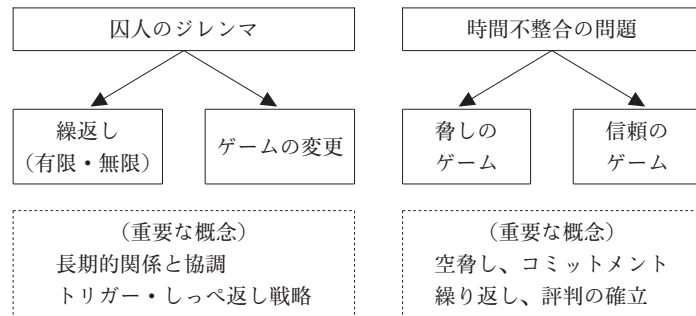 囚人のジレンマ
繰返し
（有限・無限）
ゲームの変更
（重要な概念）
長期的関係と協調
トリガー・しっぺ返し戦略
時間不整合の問題
脅しの
ゲーム
信頼の
ゲーム
（重要な概念）
空脅し、コミットメント
繰り返し、評判の確立